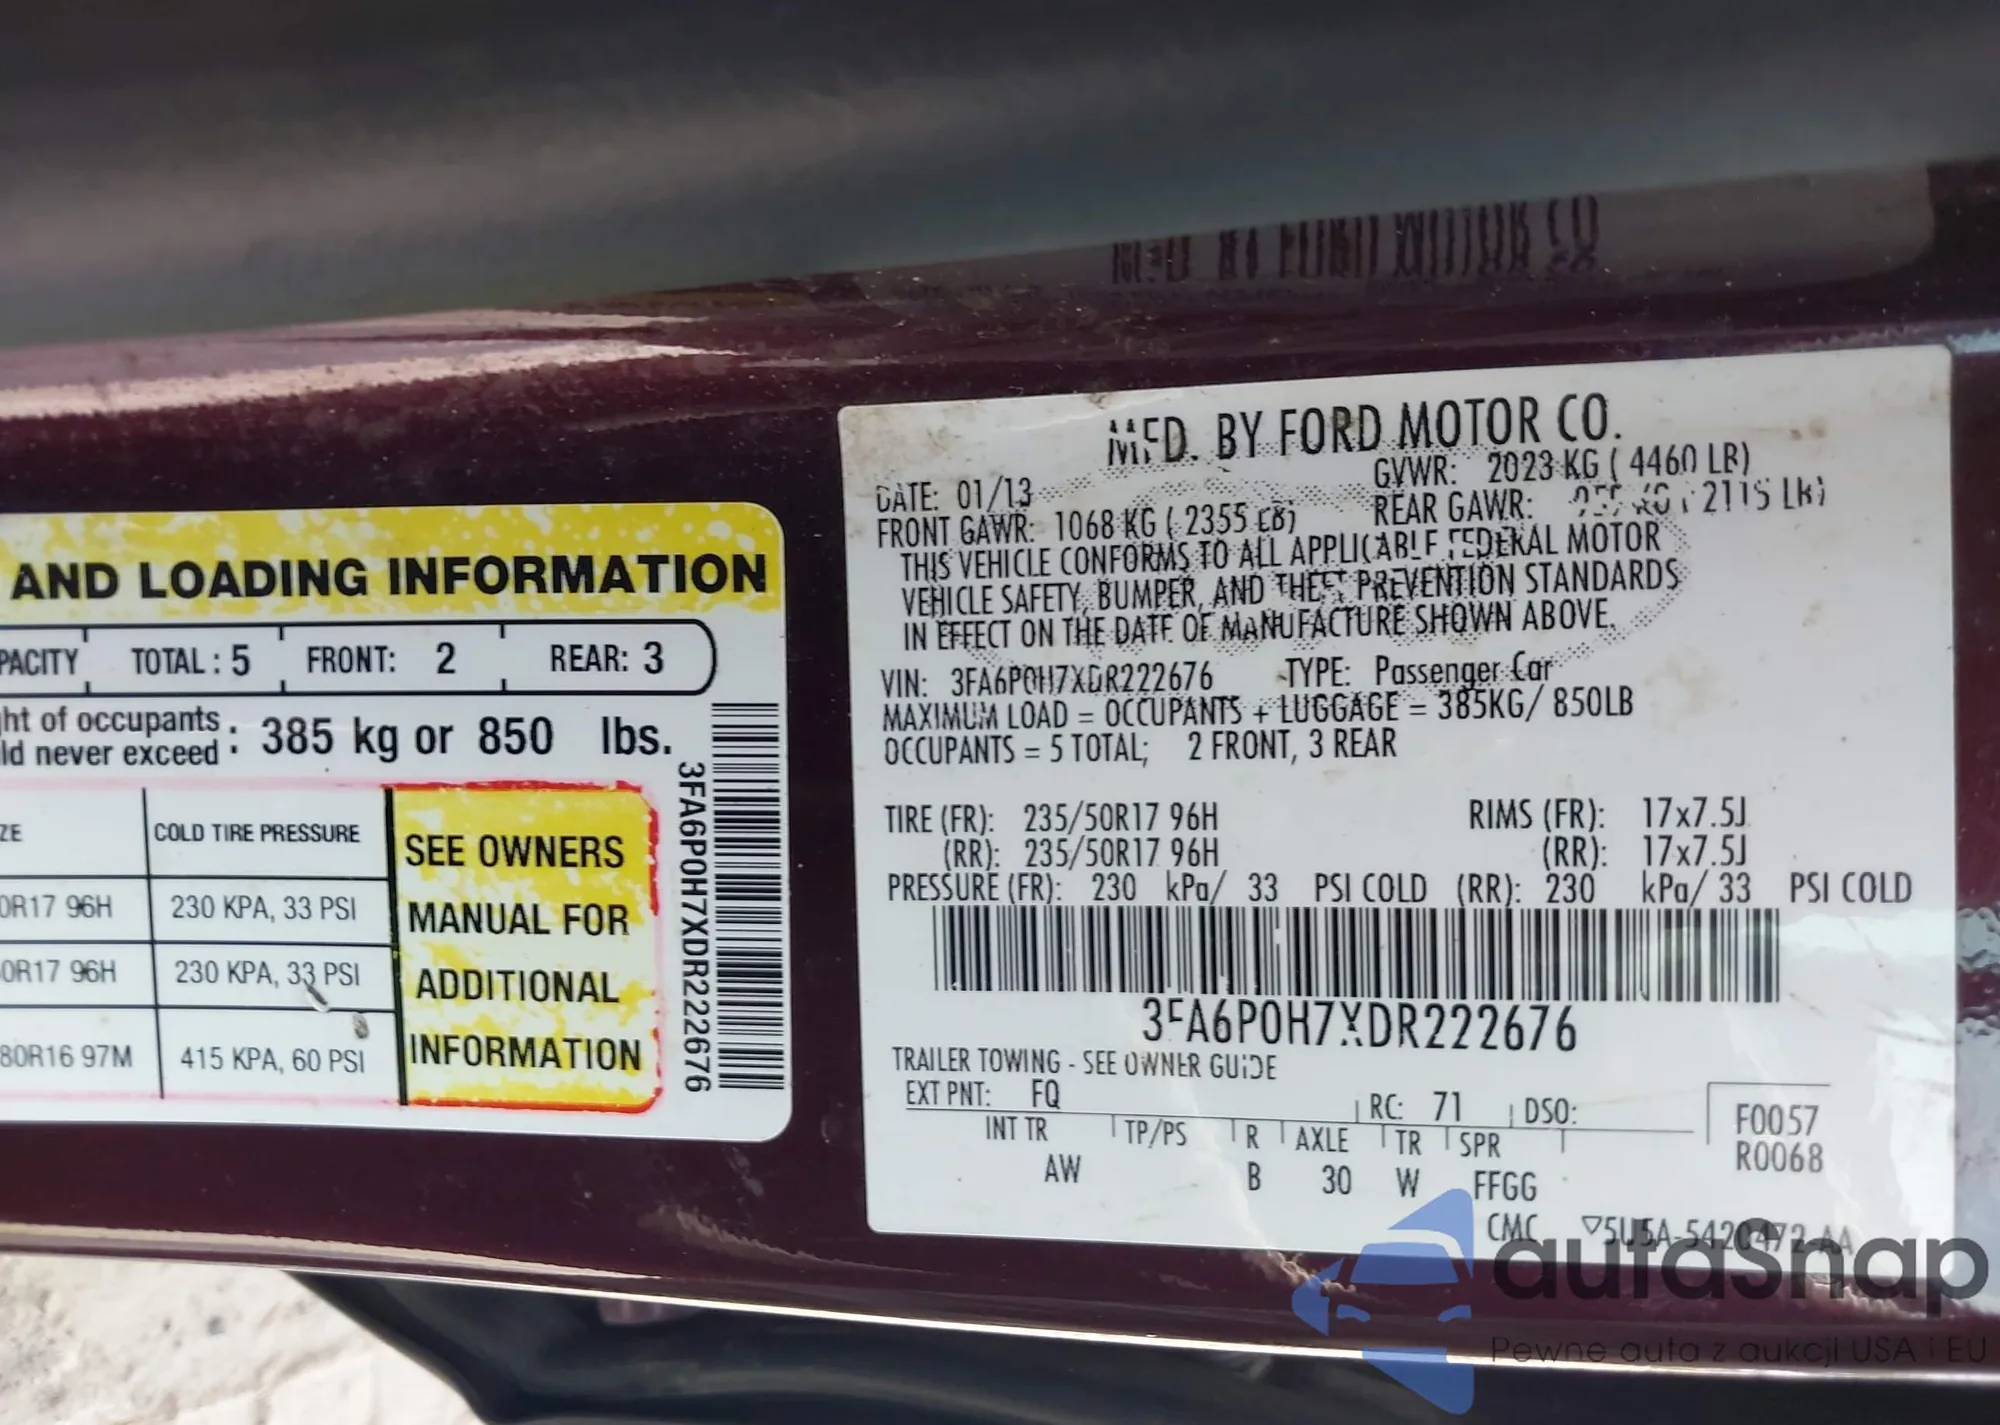 AND LOADING INFORMATION
PACITY TOTAL : 5 FRONT: 2 REAR: 3
ht of occupants
ld never exceed : 385 kg or 850 lbs.
ZE COLD TIRE PRESSURE
0R17 96H 230 KPA, 33 PSI
0R17 96H 230 KPA, 33 PSI
80R16 97M 415 KPA, 60 PSI
SEE OWNERS
MANUAL FOR
ADDITIONAL
INFORMATION
3FA6P0H7XDR222676
MFD. BY FORD MOTOR CO.
DATE: 01/13 GVWR: 2023 KG ( 4460 LB)
FRONT GAWR: 1068 KG ( 2355 LB) REAR GAWR: KG ( 2115 LB)
THIS VEHICLE CONFORMS TO ALL APPLICABLE FEDERAL MOTOR
VEHICLE SAFETY, BUMPER, AND THEFT PREVENTION STANDARDS
IN EFFECT ON THE DATE OF MANUFACTURE SHOWN ABOVE.
VIN: 3FA6P0H7XDR222676 TYPE: Passenger Car
MAXIMUM LOAD = OCCUPANTS + LUGGAGE = 385KG/ 850LB
OCCUPANTS = 5 TOTAL; 2 FRONT, 3 REAR
TIRE (FR): 235/50R17 96H RIMS (FR): 17x7.5J
(RR): 235/50R17 96H (RR): 17x7.5J
PRESSURE (FR): 230 kPa/ 33 PSI COLD (RR): 230 kPa/ 33 PSI COLD
3FA6P0H7XDR222676
TRAILER TOWING - SEE OWNER GUIDE
EXT PNT: FQ RC: 71 DSO:
F0057
R0068
INT TR TP/PS R AXLE TR SPR
AW B 30 W FFGG
CMC ▽5U5A-5420472-AA
autaSnap
Pewne auta z aukcji USA i EU